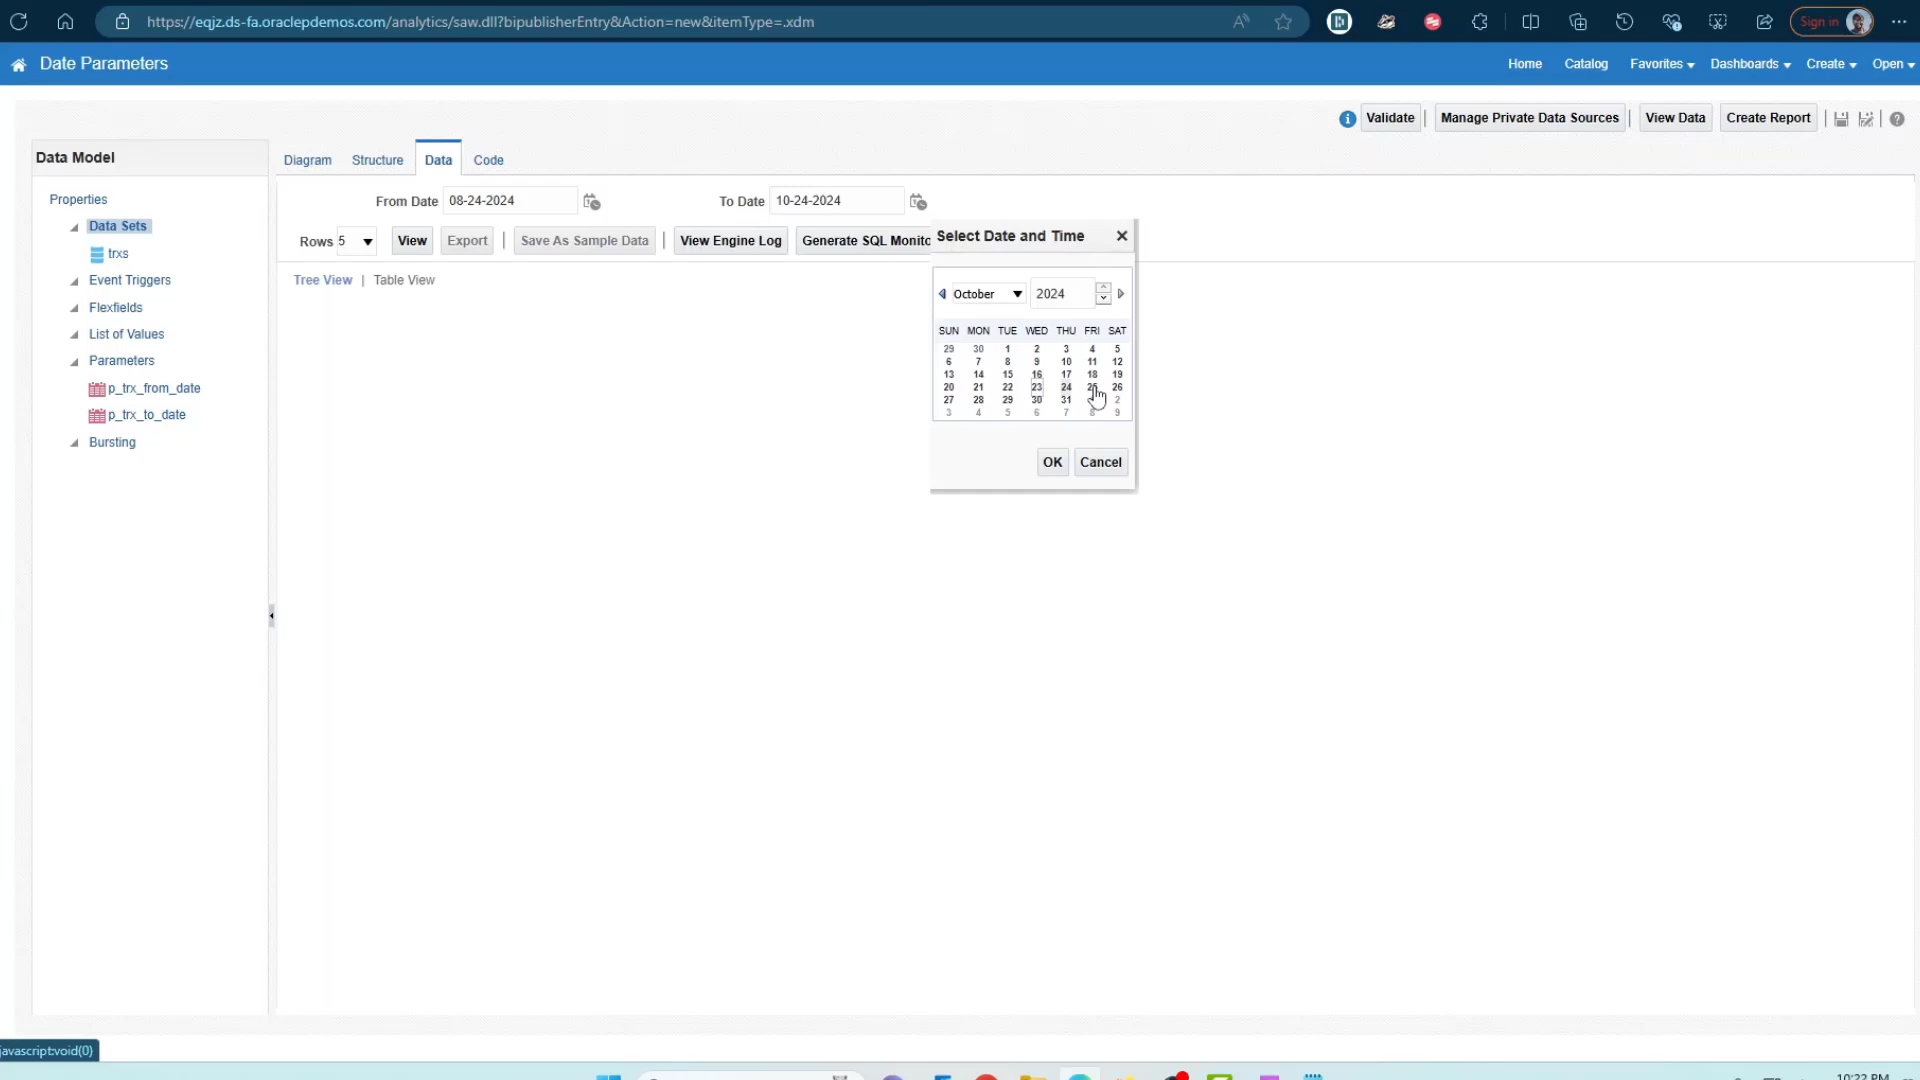 https://eqjz.ds-fa.oraclepdemos.com/analytics/saw.dll?bipublisherEntry&Action=new&itemType=.xdm
Sign in
Date Parameters
Home Catalog Favorites Dashboards Create Open
Validate | Manage Private Data Sources | View Data Create Report
Data Model
Diagram Structure Data Code
Properties
Data Sets
trxs
Event Triggers
Flexfields
List of Values
Parameters
p_trx_from_date
p_trx_to_date
Bursting
From Date 08-24-2024 To Date 10-24-2024
Rows 5 View Export | Save As Sample Data | View Engine Log Generate SQL Monito
Tree View | Table View
Select Date and Time
October 2024
SUN MON TUE WED THU FRI SAT
29 30 1 2 3 4 5
6 7 8 9 10 11 12
13 14 15 16 17 18 19
20 21 22 23 24 25 26
27 28 29 30 31 2
3 4 5 6 7 8 9
OK Cancel
javascript:void(0)
10:22 PM